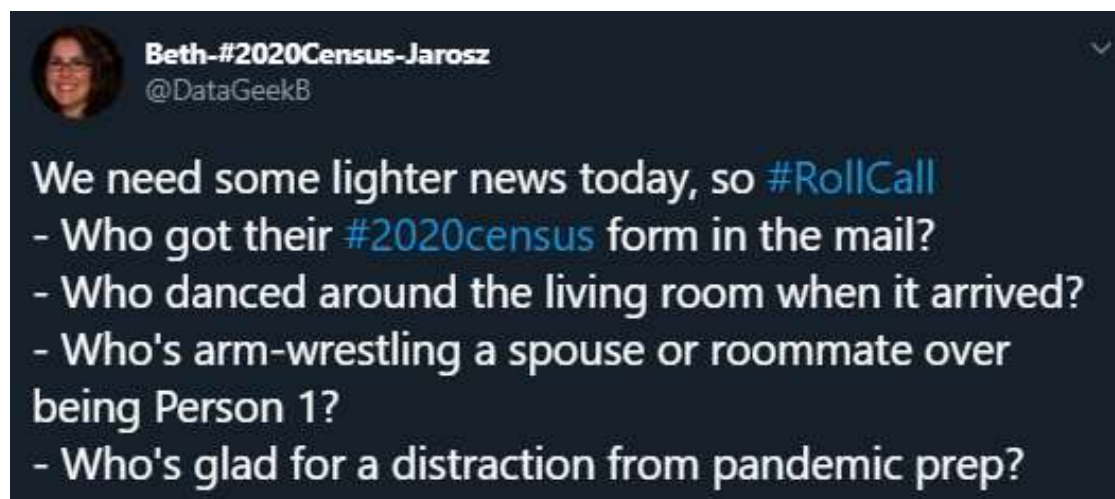 Beth-#2020Census-Jarosz
@DataGeekB
We need some lighter news today, so #RollCall
- Who got their #2020census form in the mail?
- Who danced around the living room when it arrived?
- Who's arm-wrestling a spouse or roommate over
being Person 1?
- Who's glad for a distraction from pandemic prep?